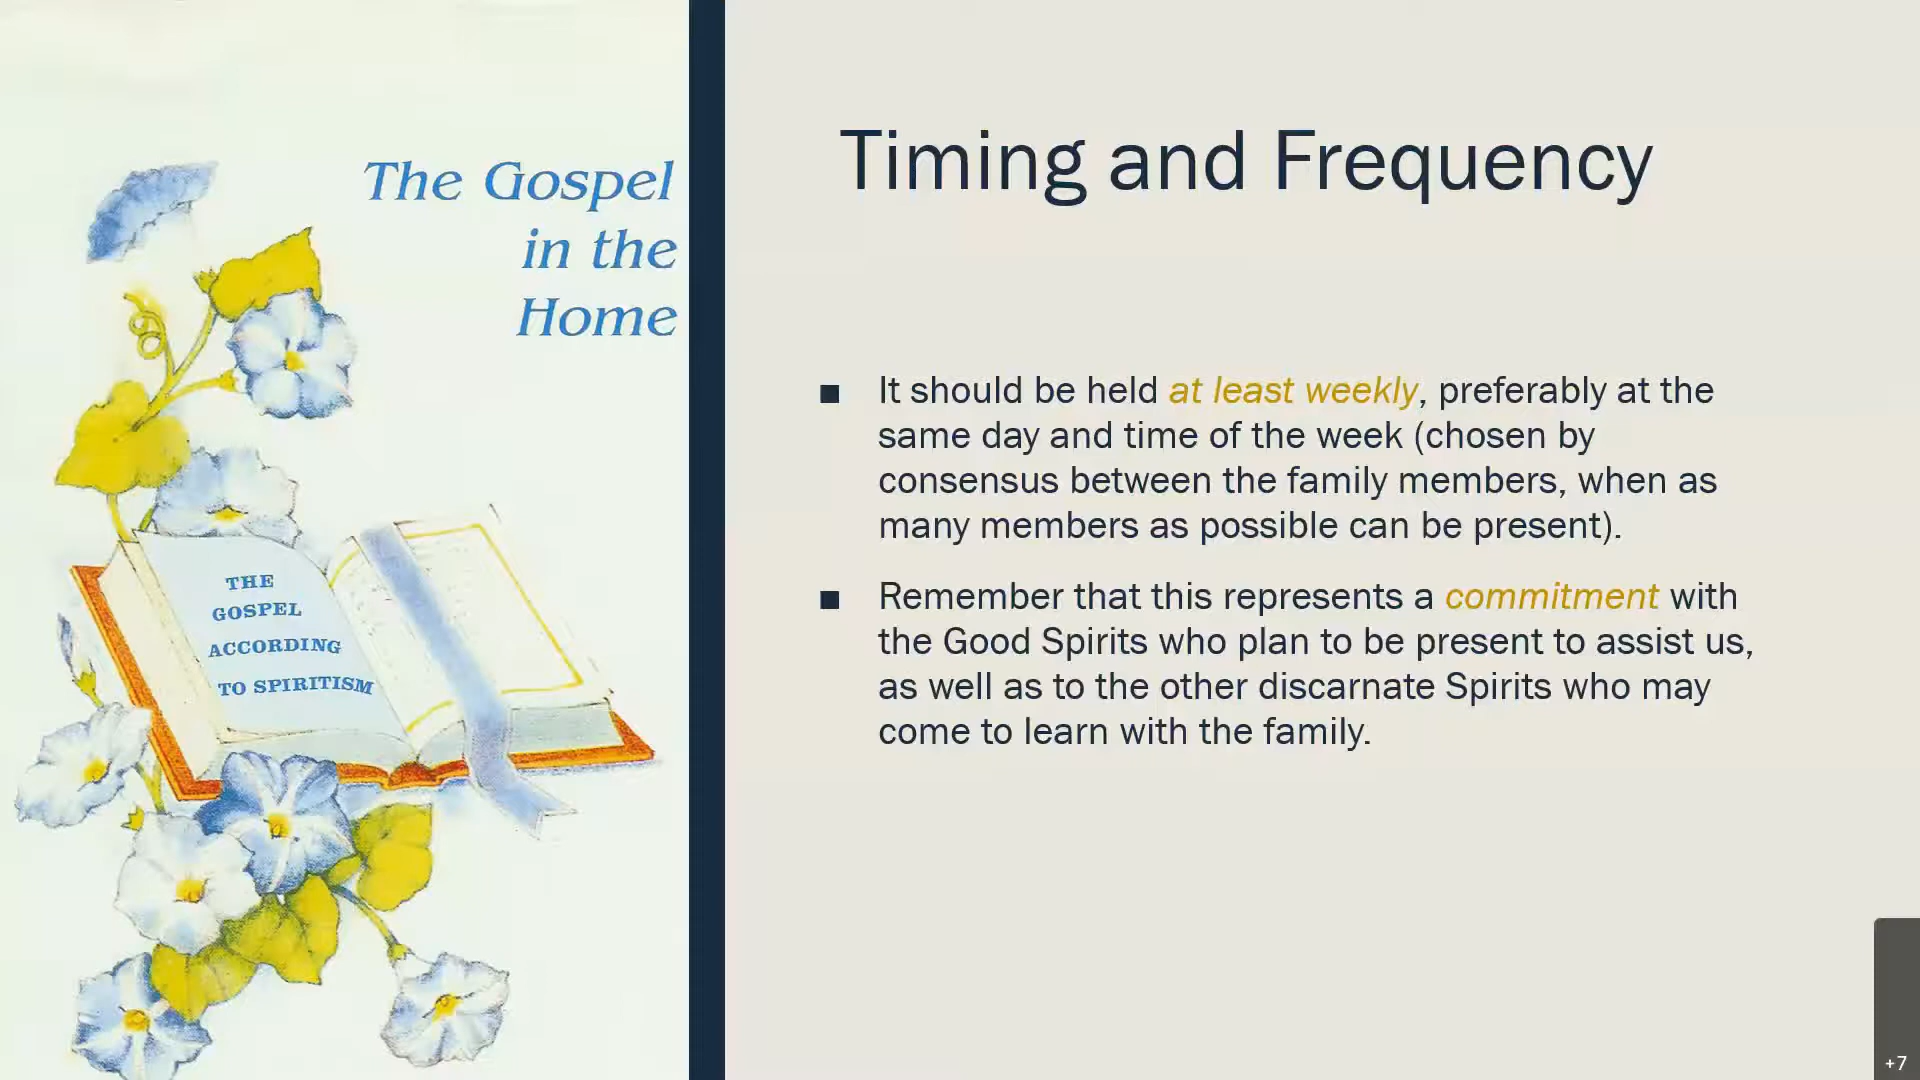 The Gospel
in the
Home
THE
GOSPEL
ACCORDING
TO SPIRITISM
Timing and Frequency
■ It should be held at least weekly, preferably at the
same day and time of the week (chosen by
consensus between the family members, when as
many members as possible can be present).
■ Remember that this represents a commitment with
the Good Spirits who plan to be present to assist us,
as well as to the other discarnate Spirits who may
come to learn with the family.
+7